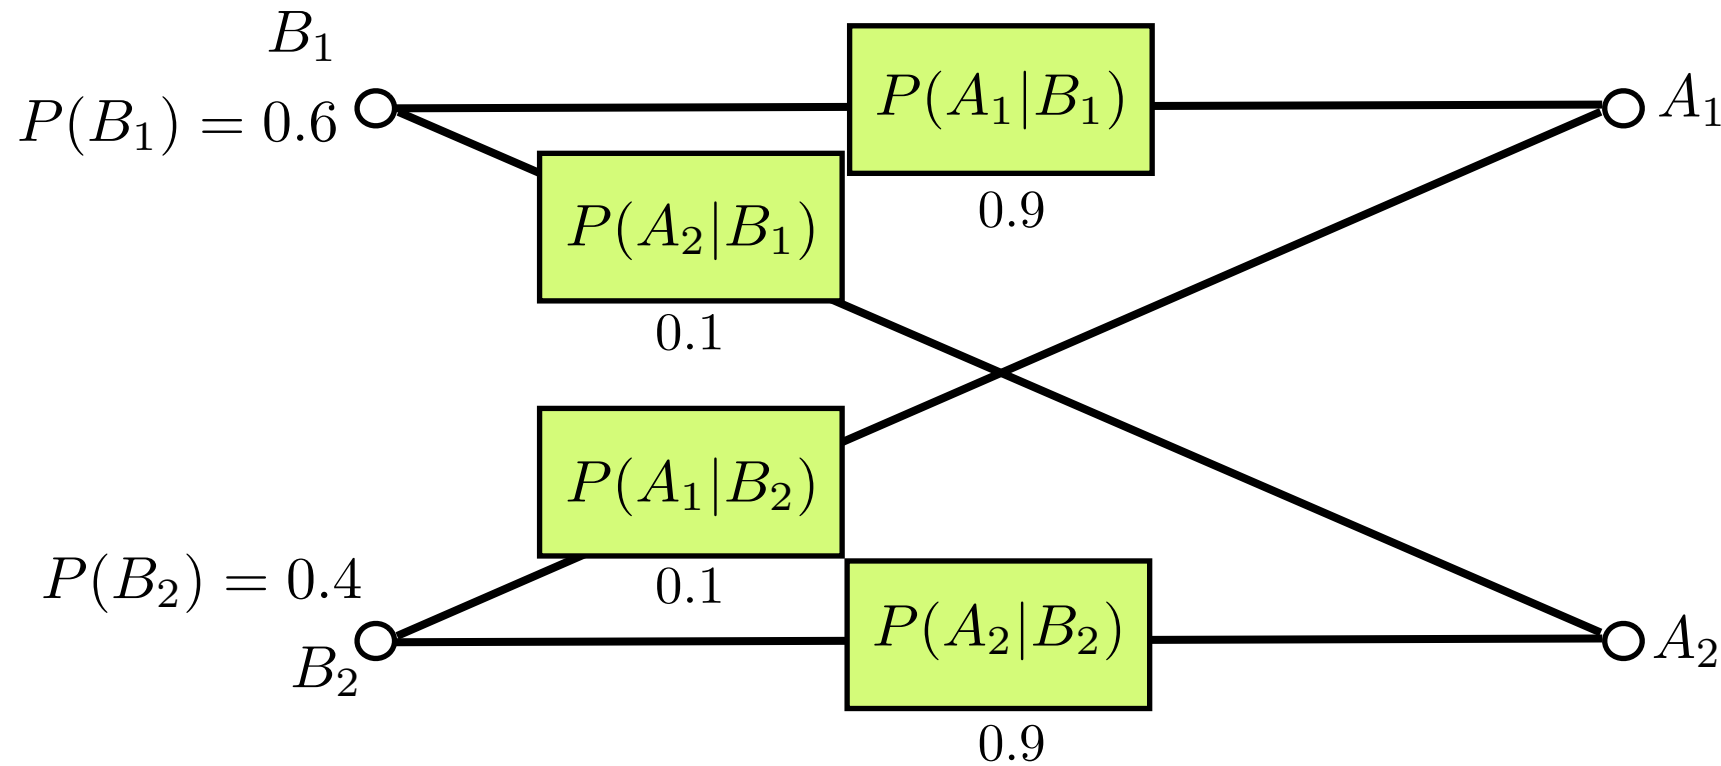 B₁
P(B₁) = 0.6
P(A₁|B₁)
A₁
0.9
P(A₂|B₁)
0.1
P(A₁|B₂)
0.1
P(B₂) = 0.4
B₂
P(A₂|B₂)
A₂
0.9